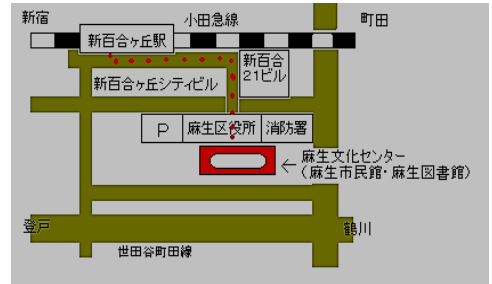 新宿
小田急線
町田
新百合ヶ丘駅
新百合
21ビル
新百合ヶ丘シティビル
P
麻生区役所
消防署
←麻生文化センター
(麻生市民館・麻生図書館)
登戸
鶴川
世田谷町田線